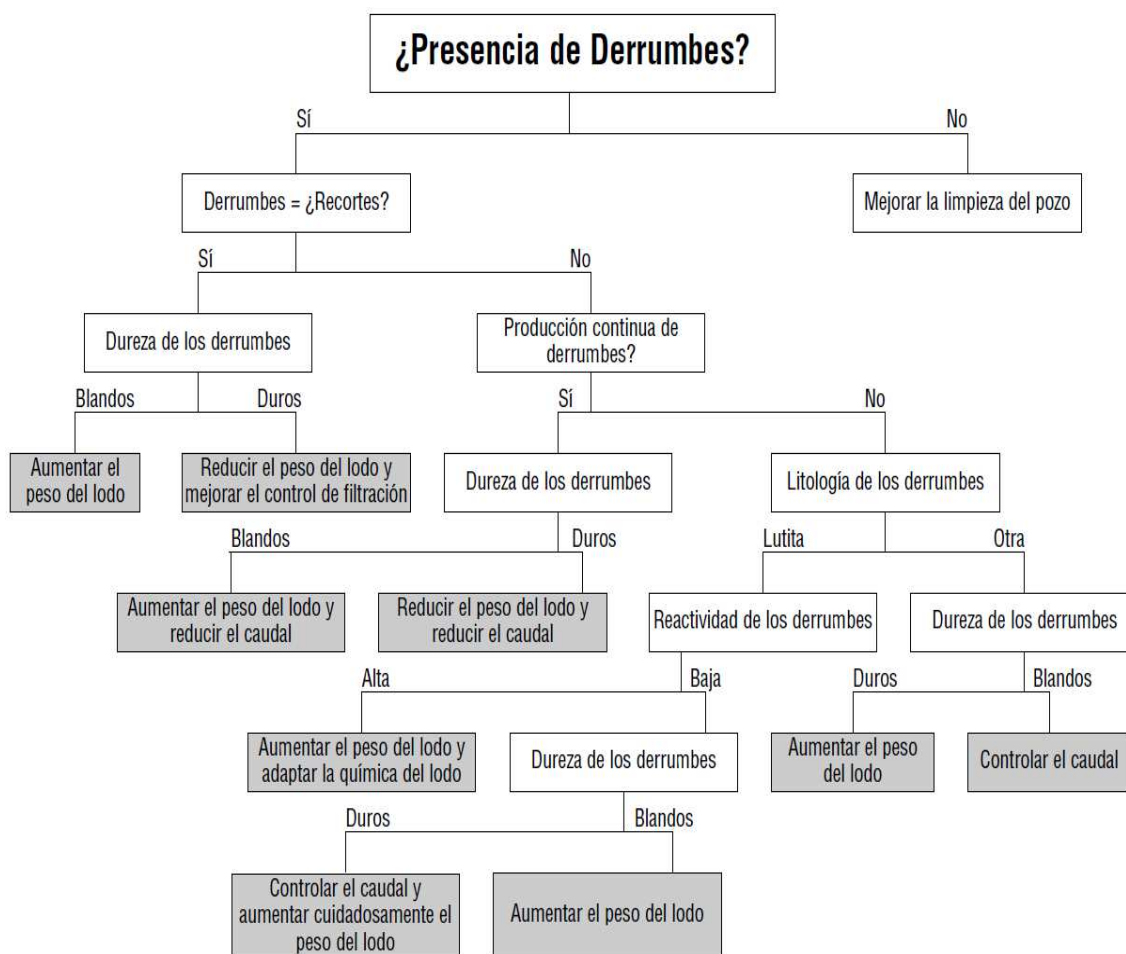 ¿Presencia de Derrumbes?
Sí
No
Derrumbes = ¿Recortes?
Mejorar la limpieza del pozo
Sí
No
Dureza de los derrumbes
Producción continua de
derrumbes?
Blandos
Duros
Sí
No
Aumentar el
peso del lodo
Reducir el peso del lodo y
mejorar el control de filtración
Dureza de los derrumbes
Litología de los derrumbes
Blandos
Duros
Lutita
Otra
Aumentar el peso del lodo y
reducir el caudal
Reducir el peso del lodo y
reducir el caudal
Reactividad de los derrumbes
Dureza de los derrumbes
Alta
Baja
Duros
Blandos
Aumentar el peso del lodo y
adaptar la química del lodo
Dureza de los derrumbes
Aumentar el peso
del lodo
Controlar el caudal
Duros
Blandos
Controlar el caudal y
aumentar cuidadosamente el
peso del lodo
Aumentar el peso del lodo